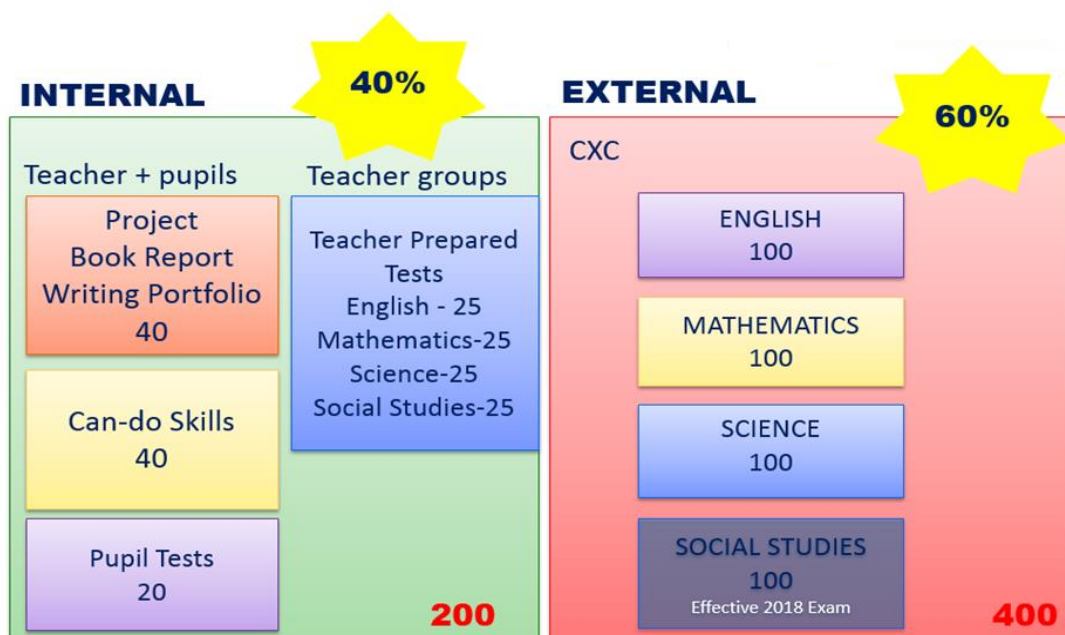 INTERNAL
40%
Teacher + pupils
Project
Book Report
Writing Portfolio
40
Can-do Skills
40
Pupil Tests
20
Teacher groups
Teacher Prepared
Tests
English - 25
Mathematics-25
Science-25
Social Studies-25
200
EXTERNAL
60%
CXC
ENGLISH
100
MATHEMATICS
100
SCIENCE
100
SOCIAL STUDIES
100
Effective 2018 Exam
400